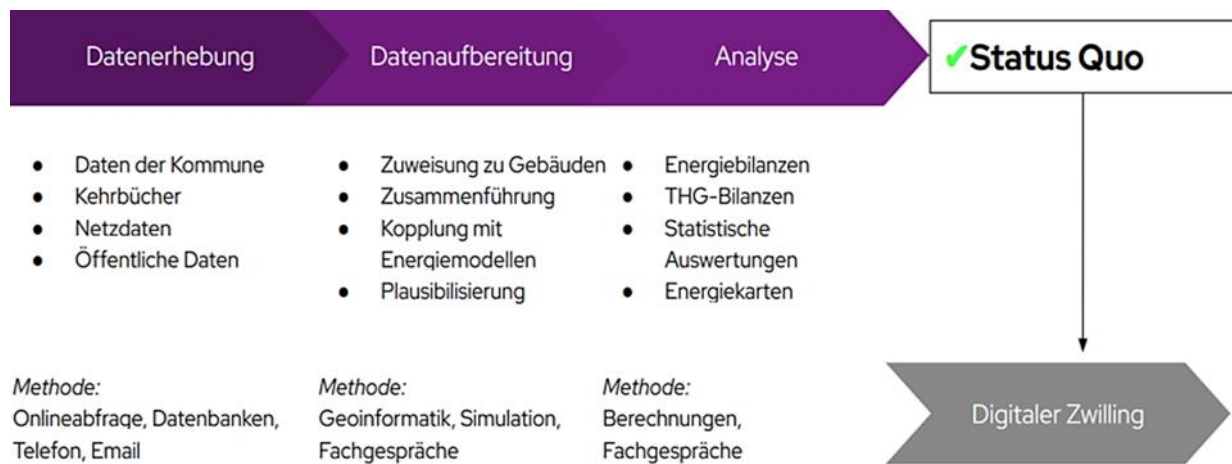 Datenerhebung
Datenaufbereitung
Analyse
✔Status Quo
● Daten der Kommune
● Kehrbücher
● Netzdaten
● Öffentliche Daten
● Zuweisung zu Gebäuden
● Zusammenführung
● Kopplung mit
Energiemodellen
● Plausibilisierung
● Energiebilanzen
● THG-Bilanzen
● Statistische
Auswertungen
● Energiekarten
Methode:
Onlineabfrage, Datenbanken,
Telefon, Email
Methode:
Geoinformatik, Simulation,
Fachgespräche
Methode:
Berechnungen,
Fachgespräche
Digitaler Zwilling